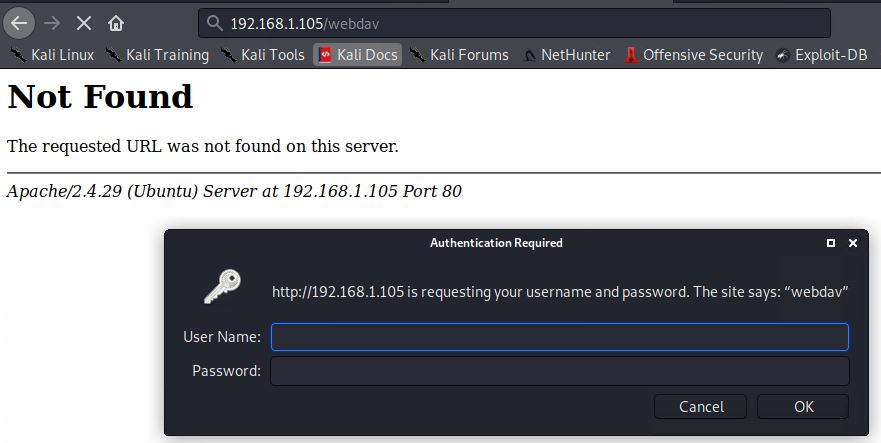 192.168.1.105/webdav
Kali Linux Kali Training Kali Tools Kali Docs Kali Forums NetHunter Offensive Security Exploit-DB
Not Found
The requested URL was not found on this server.
Apache/2.4.29 (Ubuntu) Server at 192.168.1.105 Port 80
Authentication Required
http://192.168.1.105 is requesting your username and password. The site says: “webdav”
User Name:
Password:
Cancel OK